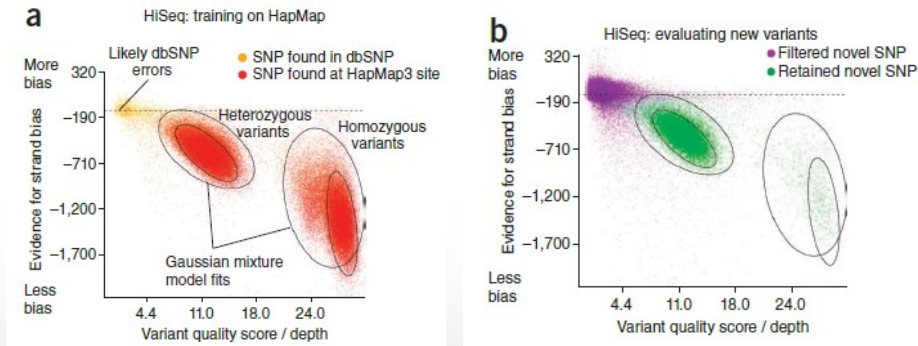 a
HiSeq: training on HapMap
Likely dbSNP
errors
SNP found in dbSNP
SNP found at HapMap3 site
More
bias
320
-190
-710
-1,200
-1,700
Less
bias
Evidence for strand bias
Heterozygous
variants
Homozygous
variants
Gaussian mixture
model fits
4.4 11.0 18.0 24.0
Variant quality score / depth
b
HiSeq: evaluating new variants
Filtered novel SNP
Retained novel SNP
More
bias
320
-190
-710
-1,200
-1,700
Less
bias
Evidence for strand bias
4.4 11.0 18.0 24.0
Variant quality score / depth